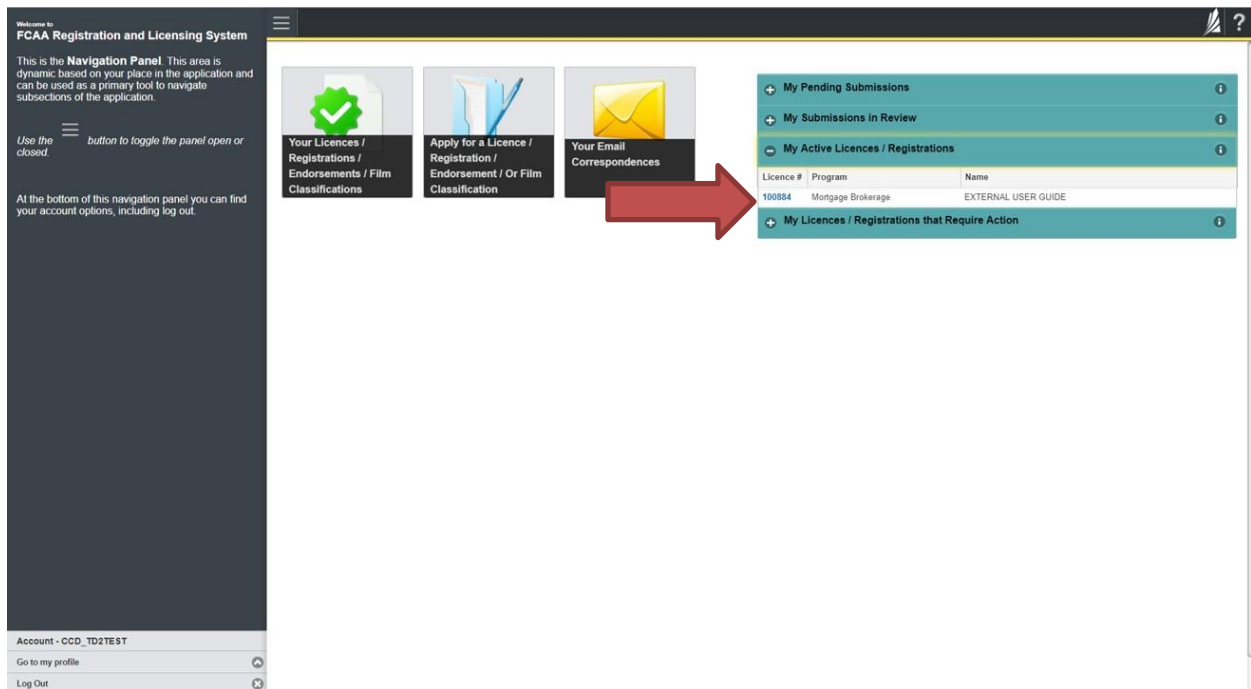 Welcome to
FCAA Registration and Licensing System
This is the Navigation Panel. This area is
dynamic based on your place in the application and
can be used as a primary tool to navigate
subsections of the application.
Use the button to toggle the panel open or
closed.
At the bottom of this navigation panel you can find
your account options, including log out.
Account - CCD_TD2TEST
Go to my profile
Log Out
?
Your Licences /
Registrations /
Endorsements / Film
Classifications
Apply for a Licence /
Registration /
Endorsement / Or Film
Classification
Your Email
Correspondences
My Pending Submissions
My Submissions in Review
My Active Licences / Registrations
Licence # Program Name
100884 Mortgage Brokerage EXTERNAL USER GUIDE
My Licences / Registrations that Require Action